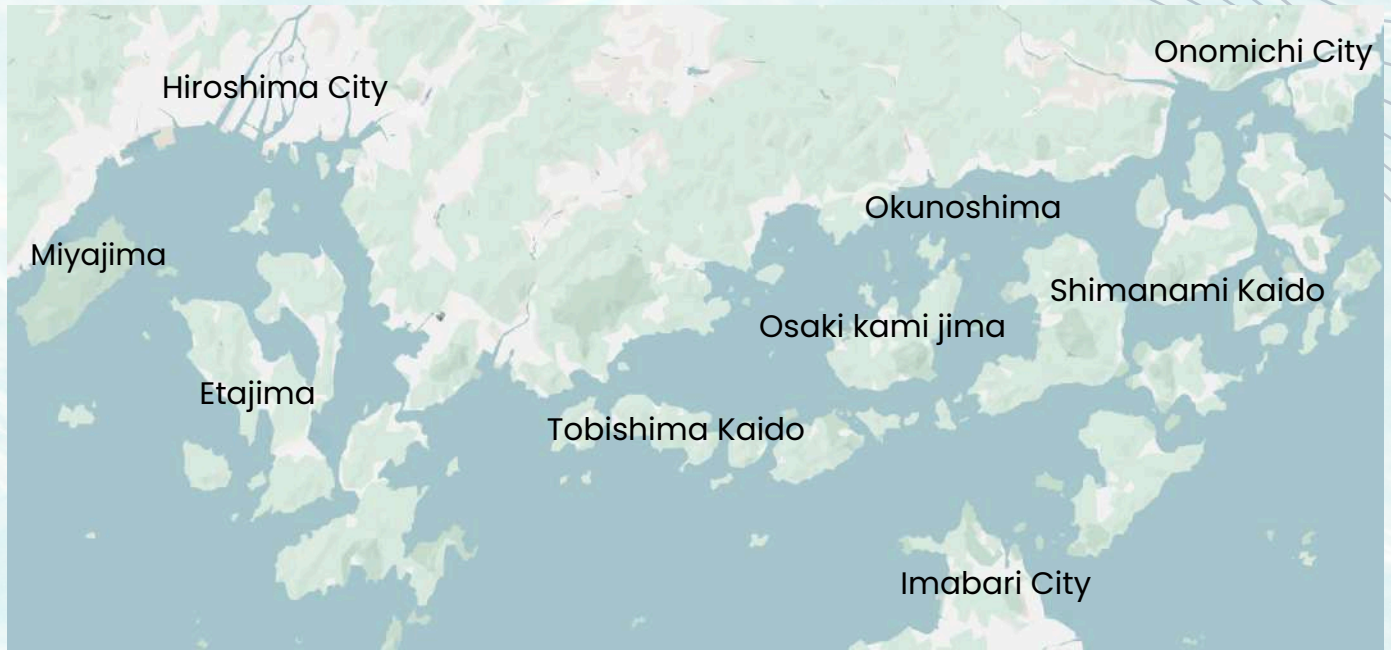 Onomichi City
Hiroshima City
Okunoshima
Miyajima
Shimanami Kaido
Osaki kami jima
Etajima
Tobishima Kaido
Imabari City